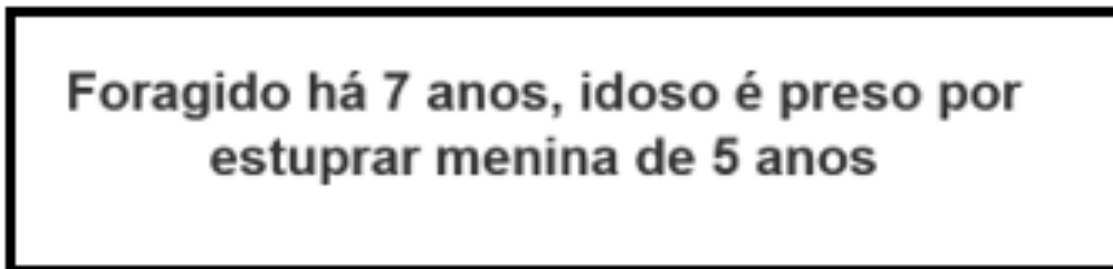 Foragido há 7 anos, idoso é preso por
estuprar menina de 5 anos